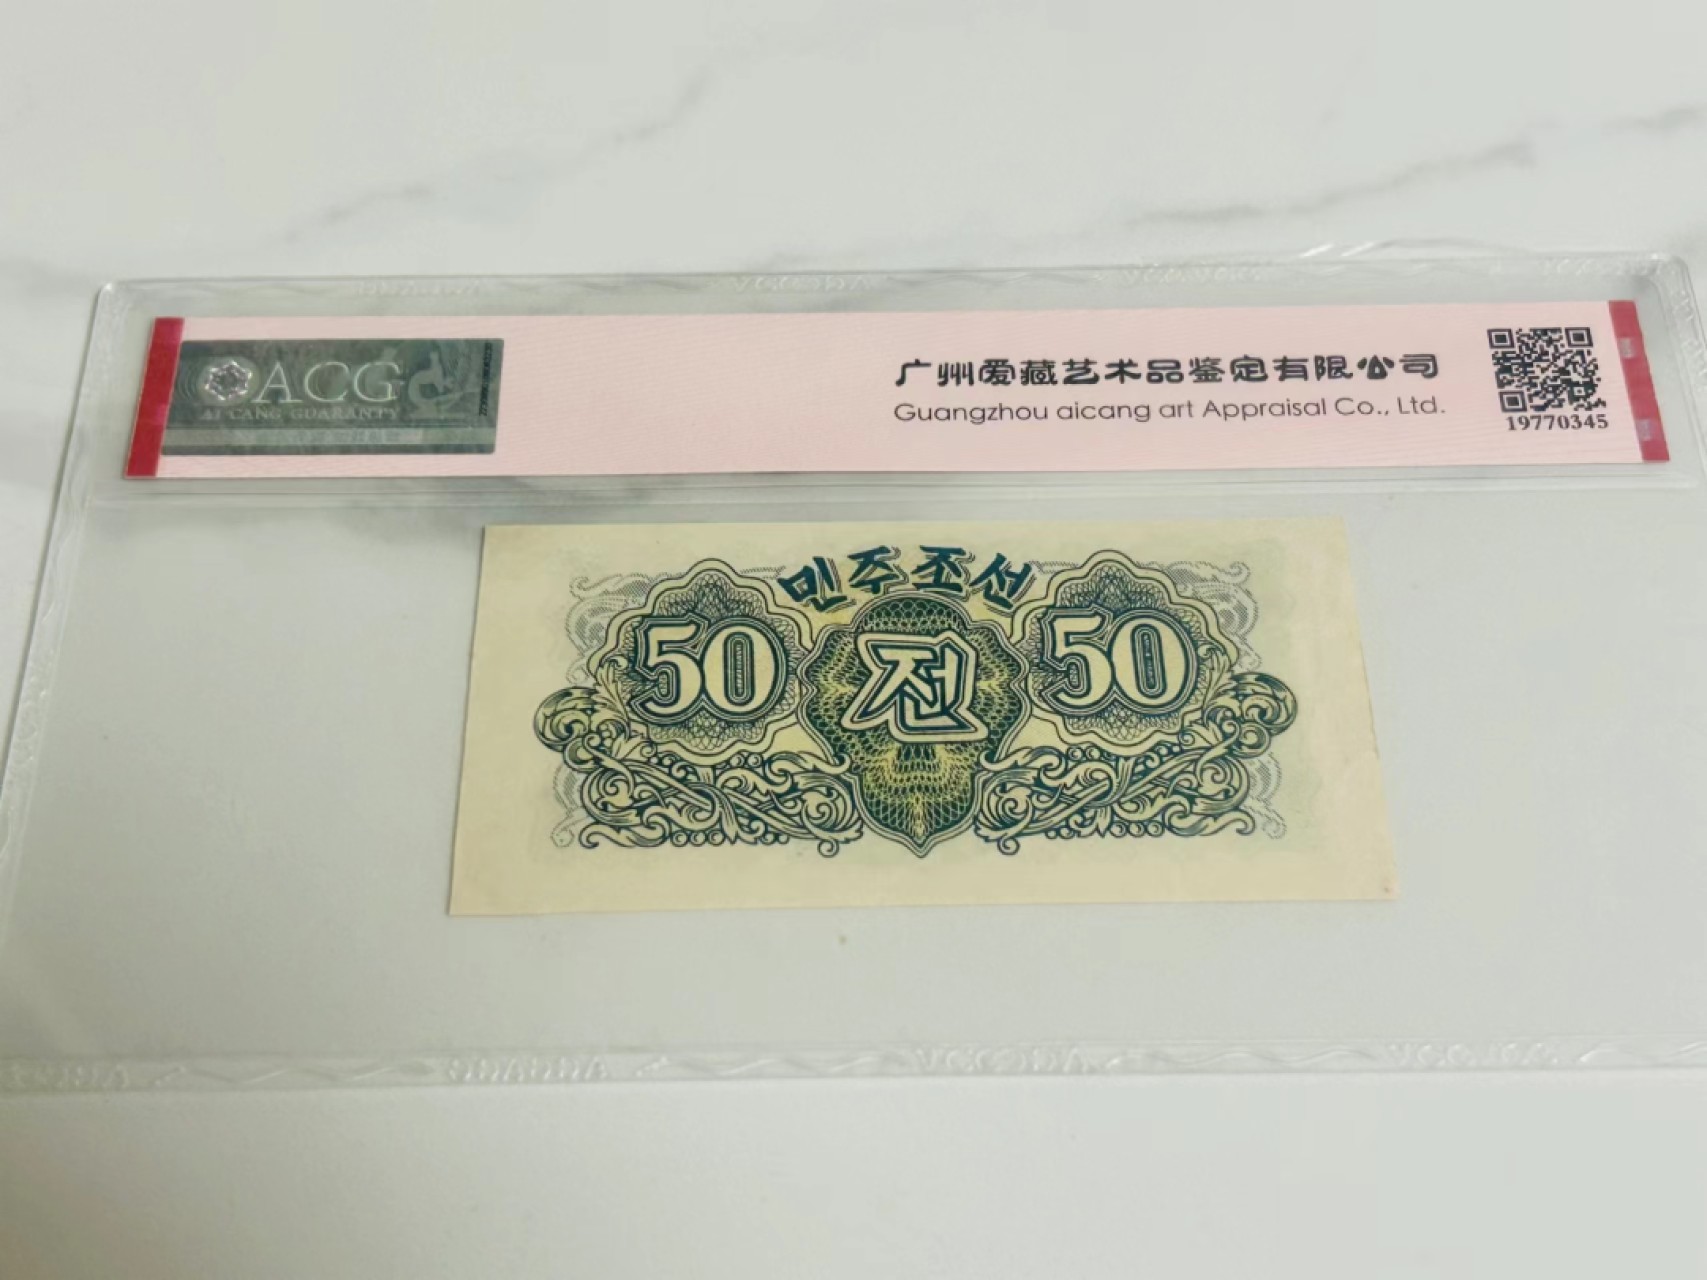 ACG
AI CANG GUARANTY
广州爱藏艺术品鉴定有限公司
Guangzhou aicang art Appraisal Co., Ltd.
19770345
민주조선
50 전 50